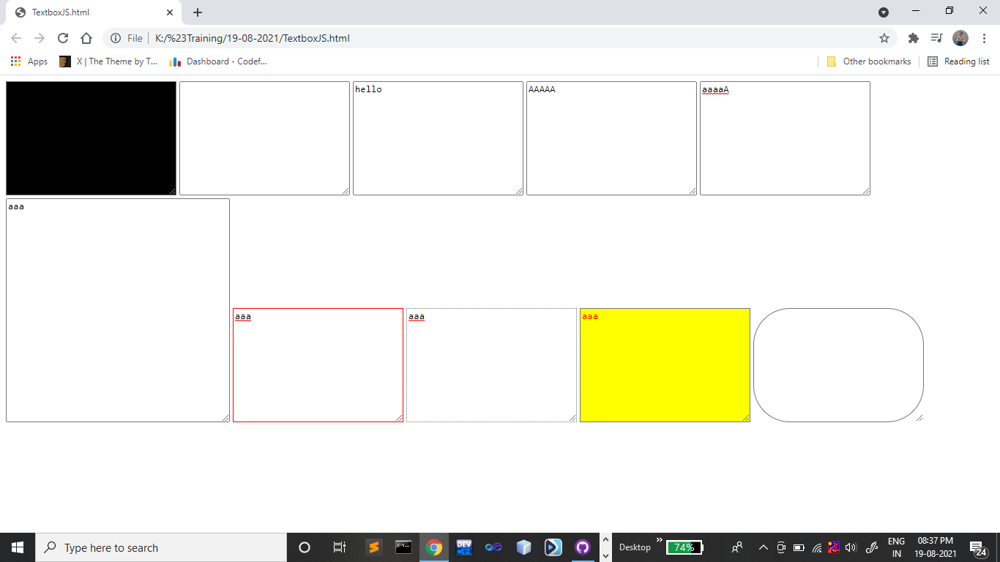 TextboxJS.html
File K:/%23Training/19-08-2021/TextboxJS.html
Apps X | The Theme by T... Dashboard - Codef... Other bookmarks Reading list
hello AAAAA aaaaA
aaa
aaa aaa aaa
Type here to search DEV Desktop » 74% ENG 08:37 PM
IN 19-08-2021 24